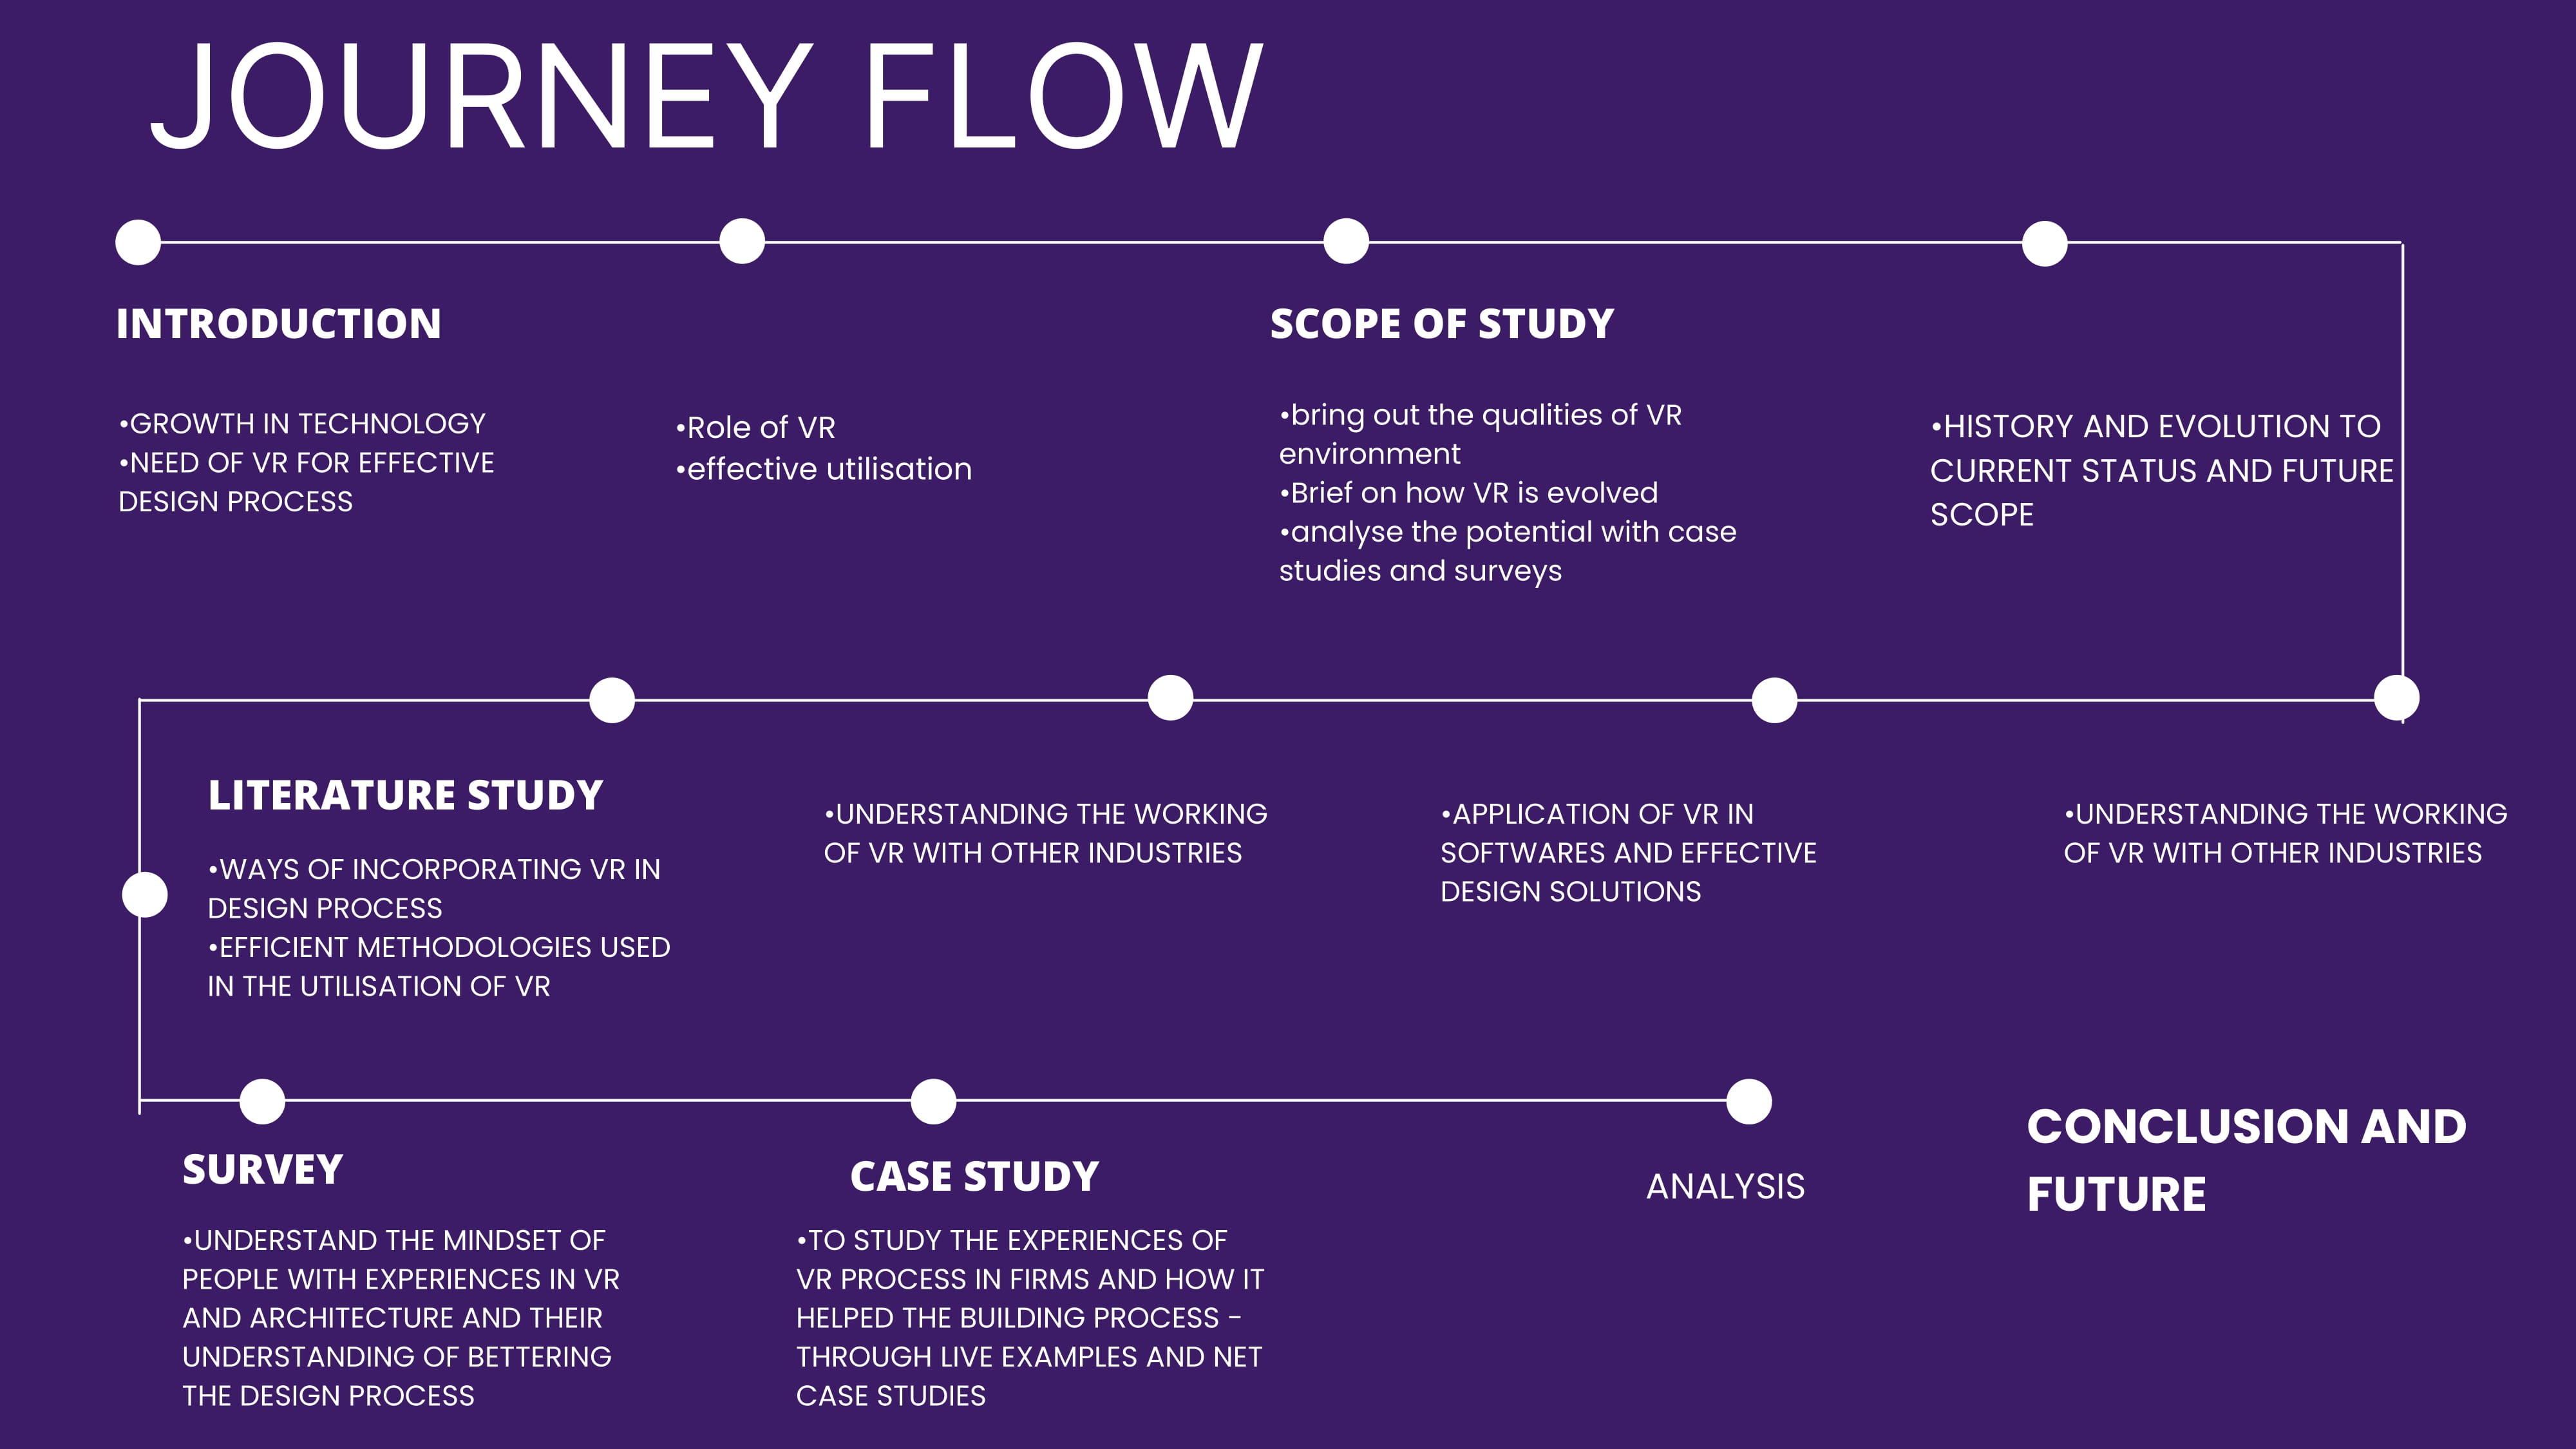 JOURNEY FLOW
INTRODUCTION
•GROWTH IN TECHNOLOGY
•NEED OF VR FOR EFFECTIVE
DESIGN PROCESS
•Role of VR
•effective utilisation
SCOPE OF STUDY
•bring out the qualities of VR
environment
•Brief on how VR is evolved
•analyse the potential with case
studies and surveys
•HISTORY AND EVOLUTION TO
CURRENT STATUS AND FUTURE
SCOPE
LITERATURE STUDY
•WAYS OF INCORPORATING VR IN
DESIGN PROCESS
•EFFICIENT METHODOLOGIES USED
IN THE UTILISATION OF VR
•UNDERSTANDING THE WORKING
OF VR WITH OTHER INDUSTRIES
•APPLICATION OF VR IN
SOFTWARES AND EFFECTIVE
DESIGN SOLUTIONS
•UNDERSTANDING THE WORKING
OF VR WITH OTHER INDUSTRIES
SURVEY
•UNDERSTAND THE MINDSET OF
PEOPLE WITH EXPERIENCES IN VR
AND ARCHITECTURE AND THEIR
UNDERSTANDING OF BETTERING
THE DESIGN PROCESS
CASE STUDY
•TO STUDY THE EXPERIENCES OF
VR PROCESS IN FIRMS AND HOW IT
HELPED THE BUILDING PROCESS -
THROUGH LIVE EXAMPLES AND NET
CASE STUDIES
ANALYSIS
CONCLUSION AND
FUTURE